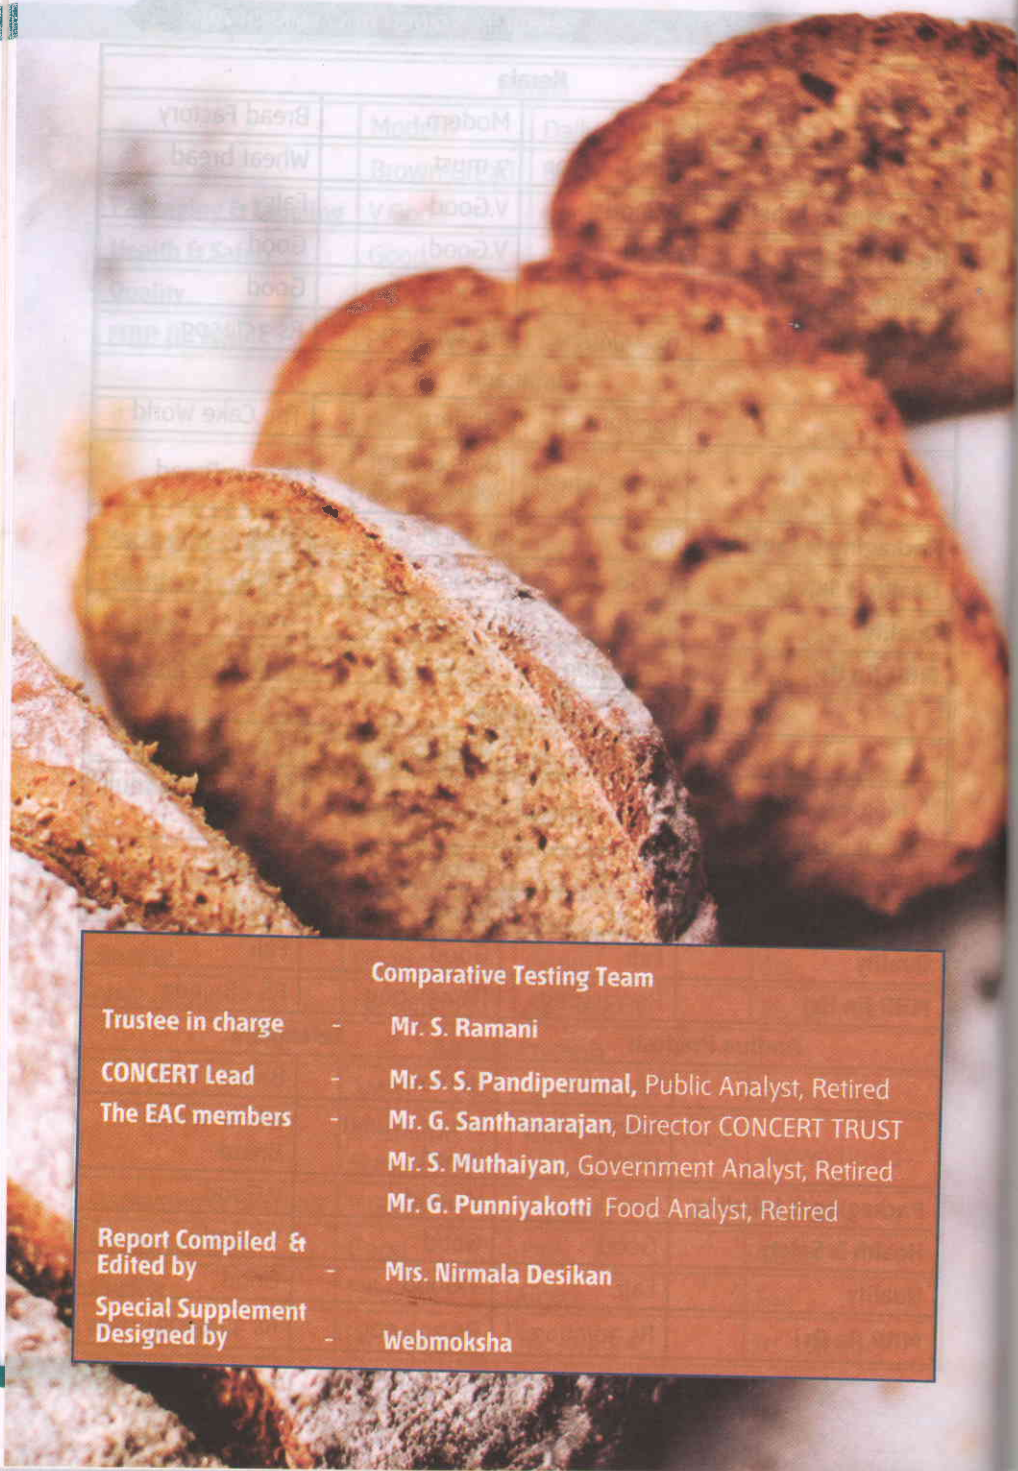 Comparative Testing Team
Trustee in charge - Mr. S. Ramani
CONCERT Lead - Mr. S. S. Pandiperumal, Public Analyst, Retired
The EAC members - Mr. G. Santhanarajan, Director CONCERT TRUST
Mr. S. Muthaiyan, Government Analyst, Retired
Mr. G. Punniyakotti Food Analyst, Retired
Report Compiled &
Edited by - Mrs. Nirmala Desikan
Special Supplement
Designed by - Webmoksha